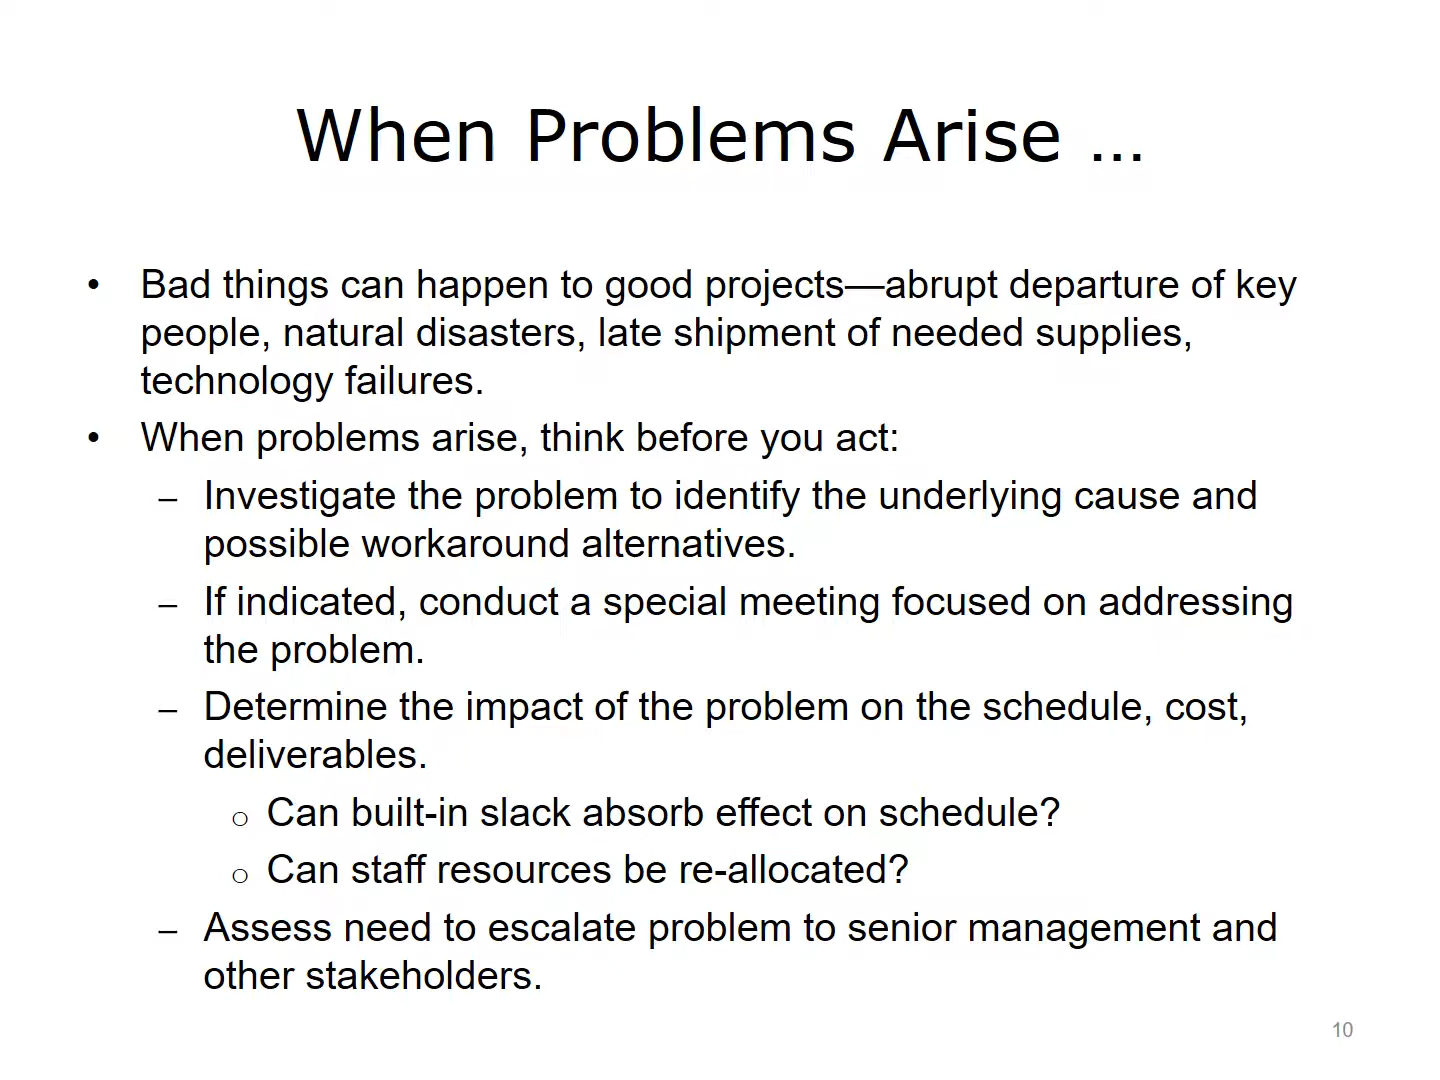 When Problems Arise ...
• Bad things can happen to good projects—abrupt departure of key
people, natural disasters, late shipment of needed supplies,
technology failures.
• When problems arise, think before you act:
– Investigate the problem to identify the underlying cause and
possible workaround alternatives.
– If indicated, conduct a special meeting focused on addressing
the problem.
– Determine the impact of the problem on the schedule, cost,
deliverables.
○ Can built-in slack absorb effect on schedule?
○ Can staff resources be re-allocated?
– Assess need to escalate problem to senior management and
other stakeholders.
10